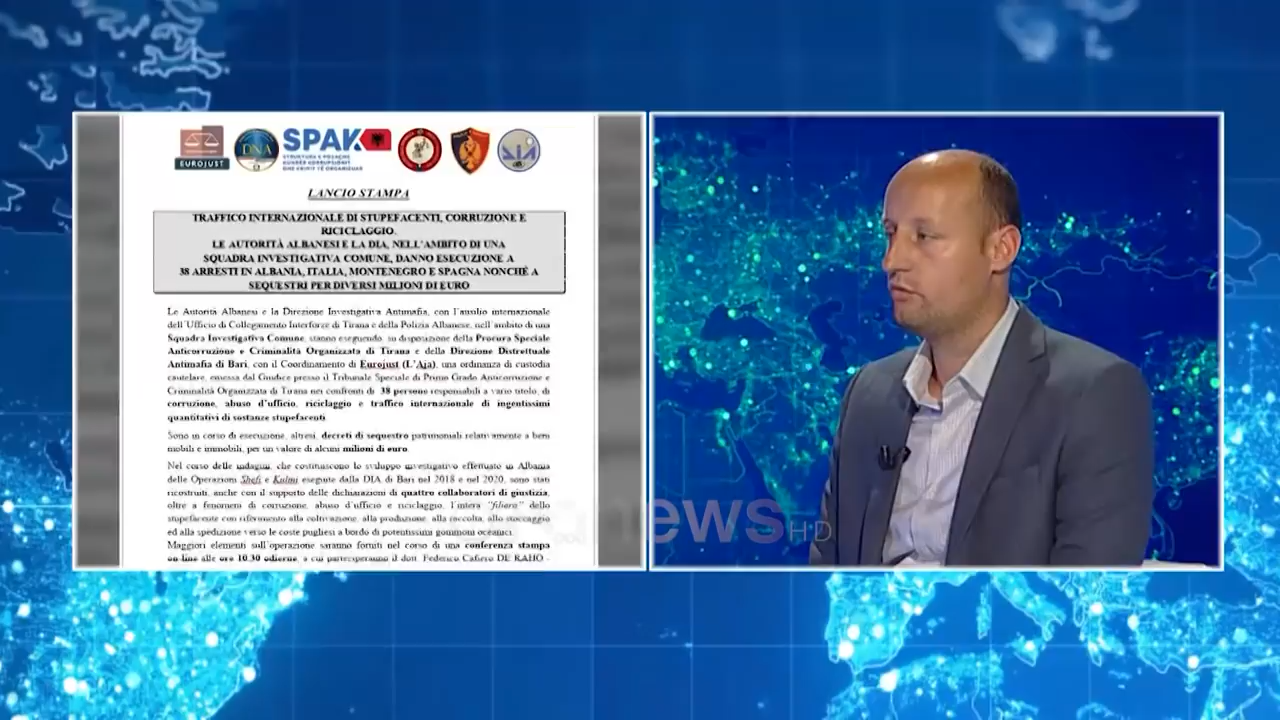 EUROJUST
DNA
SPAK
STRUKTURA E POSAÇME
KUNDËR KORRUPSIONIT
DHE KRIMIT TË ORGANIZUAR
LANCIO STAMPA
TRAFFICO INTERNAZIONALE DI STUPEFACENTI, CORRUZIONE E
RICICLAGGIO.
LE AUTORITÀ ALBANESI E LA DIA, NELL'AMBITO DI UNA
SQUADRA INVESTIGATIVA COMUNE, DANNO ESECUZIONE A
38 ARRESTI IN ALBANIA, ITALIA, MONTENEGRO E SPAGNA NONCHÉ A
SEQUESTRI PER DIVERSI MILIONI DI EURO
Le Autorità Albanesi e la Direzione Investigativa Antimafia, con l'ausilio internazionale
dell'Ufficio di Collegamento Interforze di Tirana e della Polizia Albanese, nell'ambito di una
Squadra Investigativa Comune, stanno eseguendo, su disposizione della Procura Speciale
Anticorruzione e Criminalità Organizzata di Tirana e della Direzione Distrettuale
Antimafia di Bari, con il Coordinamento di Eurojust (L'Aja), una ordinanza di custodia
cautelare, emessa dal Giudice presso il Tribunale Speciale di Primo Grado Anticorruzione e
Criminalità Organizzata di Tirana nei confronti di 38 persone responsabili a vario titolo, di
corruzione, abuso d'ufficio, riciclaggio e traffico internazionale di ingentissimi
quantitativi di sostanze stupefacenti.
Sono in corso di esecuzione, altresì, decreti di sequestro patrimoniali relativamente a beni
mobili e immobili, per un valore di alcuni milioni di euro.
Nel corso delle indagini, che costituiscono lo sviluppo investigativo effettuato in Albania
delle Operazioni Shefi e Kulmi eseguite dalla DIA di Bari nel 2018 e nel 2020, sono stati
ricostruiti, anche con il supporto delle dichiarazioni di quattro collaboratori di giustizia,
oltre a fenomeni di corruzione, abuso d'ufficio e riciclaggio, l'intera "filiera" dello
stupefacente con riferimento alla coltivazione, alla produzione, alla raccolta, allo stoccaggio
ed alla spedizione verso le coste pugliesi a bordo di potentissimi gommoni oceanici.
Maggiori elementi sull'operazione saranno forniti nel corso di una conferenza stampa
on-line alle ore 10.30 odierne, a cui parteciperanno il dott. Federico Cafiero DE RAHO -
news HD